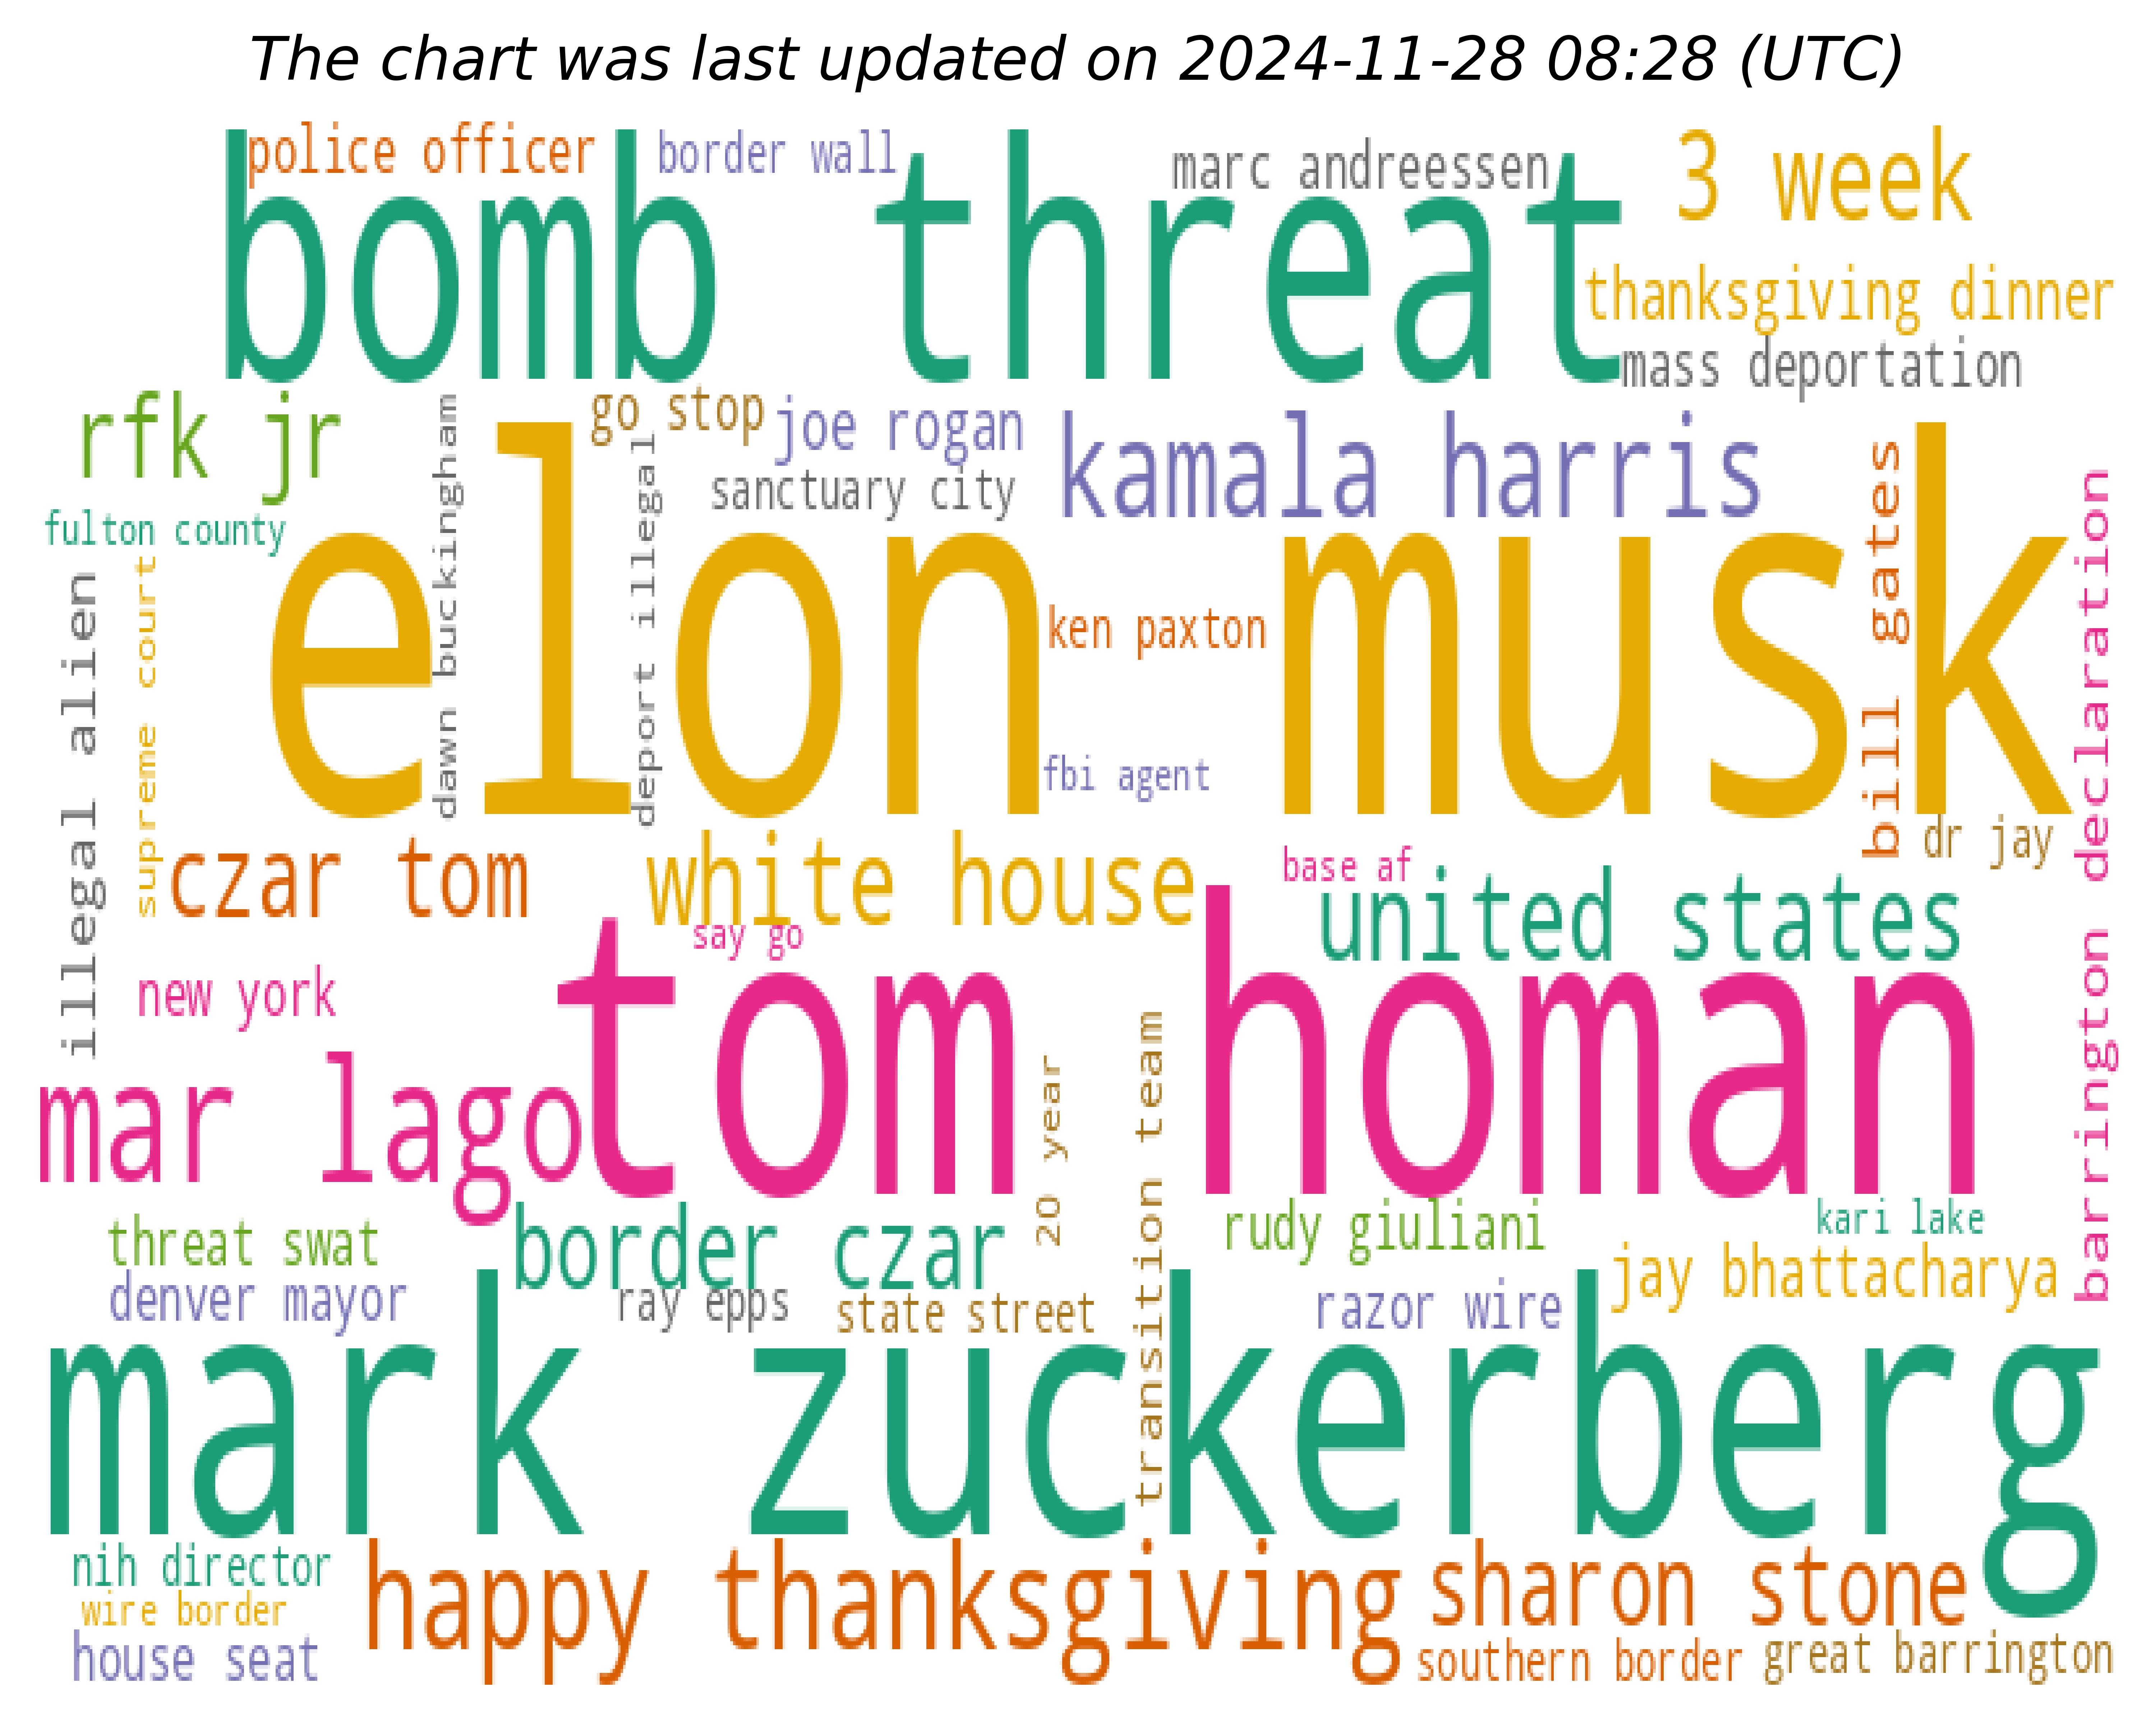 The chart was last updated on 2024-11-28 08:28 (UTC)
police officer
border wall
marc andreessen
3 week
bomb threat
thanksgiving dinner
mass deportation
rfk jr
dawn buckingham
go stop
joe rogan
kamala harris
deport illegal
sanctuary city
bill gates
barrington declaration
fulton county
elon musk
illegal alien
supreme court
ken paxton
fbi agent
czar tom
white house
base af
dr jay
united states
say go
new york
tom homan
mar lago
20 year
transition team
threat swat
border czar
rudy giuliani
kari lake
denver mayor
ray epps
state street
razor wire
jay bhattacharya
mark zuckerberg
nih director
happy thanksgiving
sharon stone
wire border
house seat
southern border
great barrington